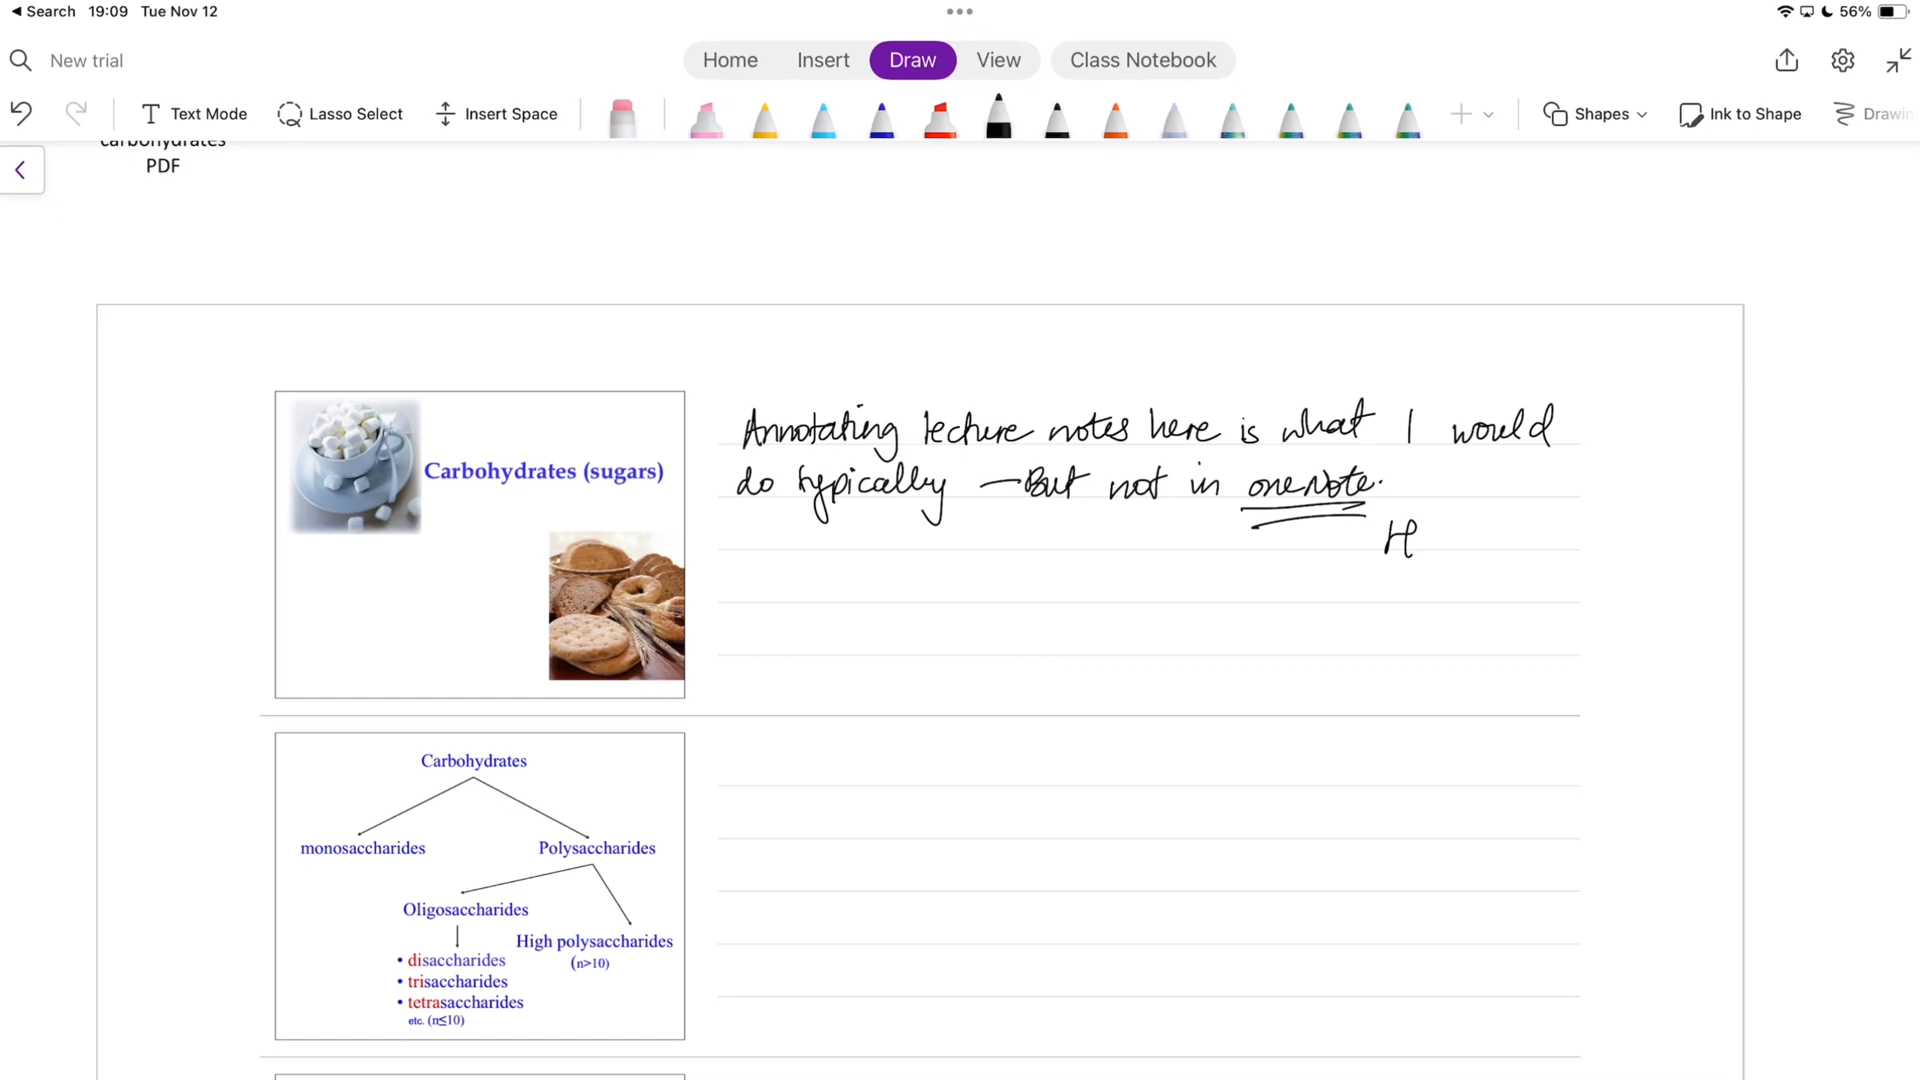 Search 19:09 Tue Nov 12
56%
New trial
Home Insert Draw View Class Notebook
Text Mode Lasso Select Insert Space Shapes Ink to Shape Drawin
carbohydrates
PDF
Carbohydrates (sugars)
Annotating lecture notes here is what I would
do typically – But not in oneNote.
H
Carbohydrates
monosaccharides Polysaccharides
Oligosaccharides
High polysaccharides
(n>10)
• disaccharides
• trisaccharides
• tetrasaccharides
etc. (n≤10)